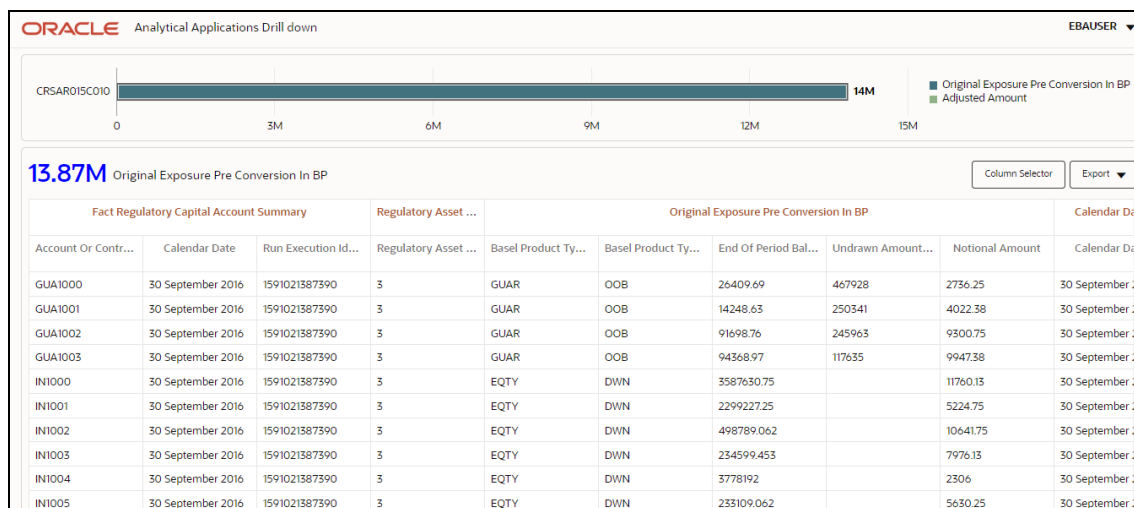 ORACLE Analytical Applications Drill down EBAUSER
CRSAR015C010 14M Original Exposure Pre Conversion In BP
Adjusted Amount
0 3M 6M 9M 12M 15M
13.87M Original Exposure Pre Conversion In BP Column Selector Export
Fact Regulatory Capital Account Summary Regulatory Asset ... Original Exposure Pre Conversion In BP Calendar Da
Account Or Contr... Calendar Date Run Execution Ide... Regulatory Asset ... Basel Product Ty... Basel Product Ty... End Of Period Bal... Undrawn Amount... Notional Amount Calendar Da
GUA1000 30 September 2016 1591021387390 3 GUAR OOB 26409.69 467928 2736.25 30 September 2
GUA1001 30 September 2016 1591021387390 3 GUAR OOB 14248.63 250341 4022.38 30 September 2
GUA1002 30 September 2016 1591021387390 3 GUAR OOB 91698.76 245963 9300.75 30 September 2
GUA1003 30 September 2016 1591021387390 3 GUAR OOB 94368.97 117635 9947.38 30 September 2
IN1000 30 September 2016 1591021387390 3 EQTY DWN 3587630.75 11760.13 30 September 2
IN1001 30 September 2016 1591021387390 3 EQTY DWN 2299227.25 5224.75 30 September 2
IN1002 30 September 2016 1591021387390 3 EQTY DWN 498789.062 10641.75 30 September 2
IN1003 30 September 2016 1591021387390 3 EQTY DWN 234599.453 7976.13 30 September 2
IN1004 30 September 2016 1591021387390 3 EQTY DWN 3778192 2306 30 September 2
IN1005 30 September 2016 1591021387390 3 EQTY DWN 233109.062 5630.25 30 September 2